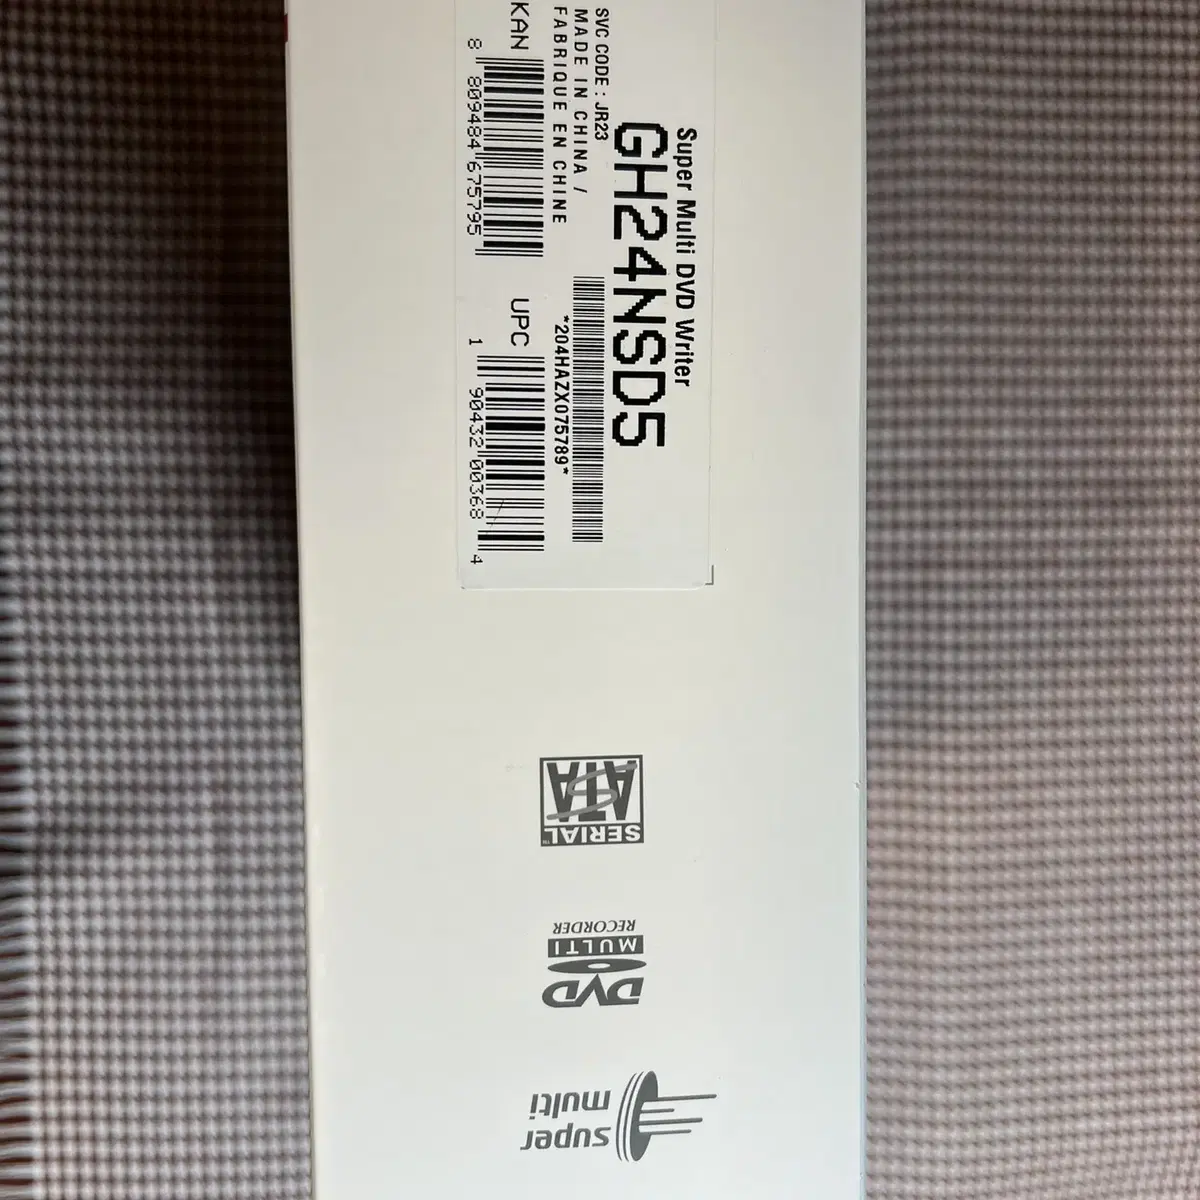 Super Multi DVD Writer
GH24NSD5
SVC CODE : JR23
MADE IN CHINA /
FABRIQUE EN CHINE
*204HAZX075789*
KAN
8 809484 675795
UPC
1 90432 00368 4
SERIAL
ATA
TM
DVD
MULTI
RECORDER
super
multi